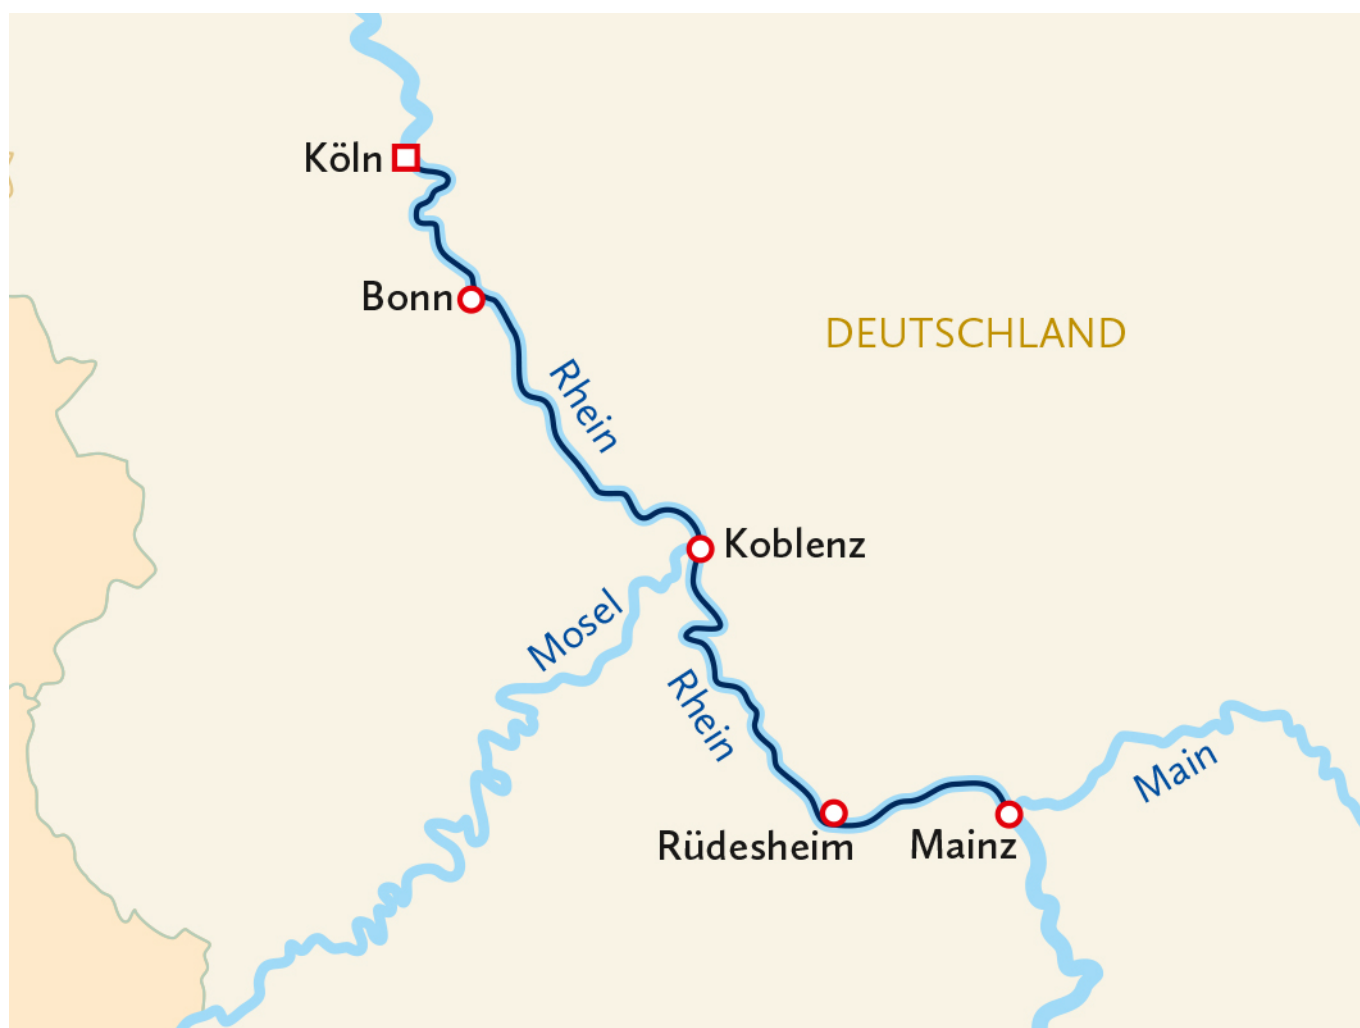 Köln
Bonn
DEUTSCHLAND
Rhein
Koblenz
Mosel
Rhein
Main
Rüdesheim
Mainz